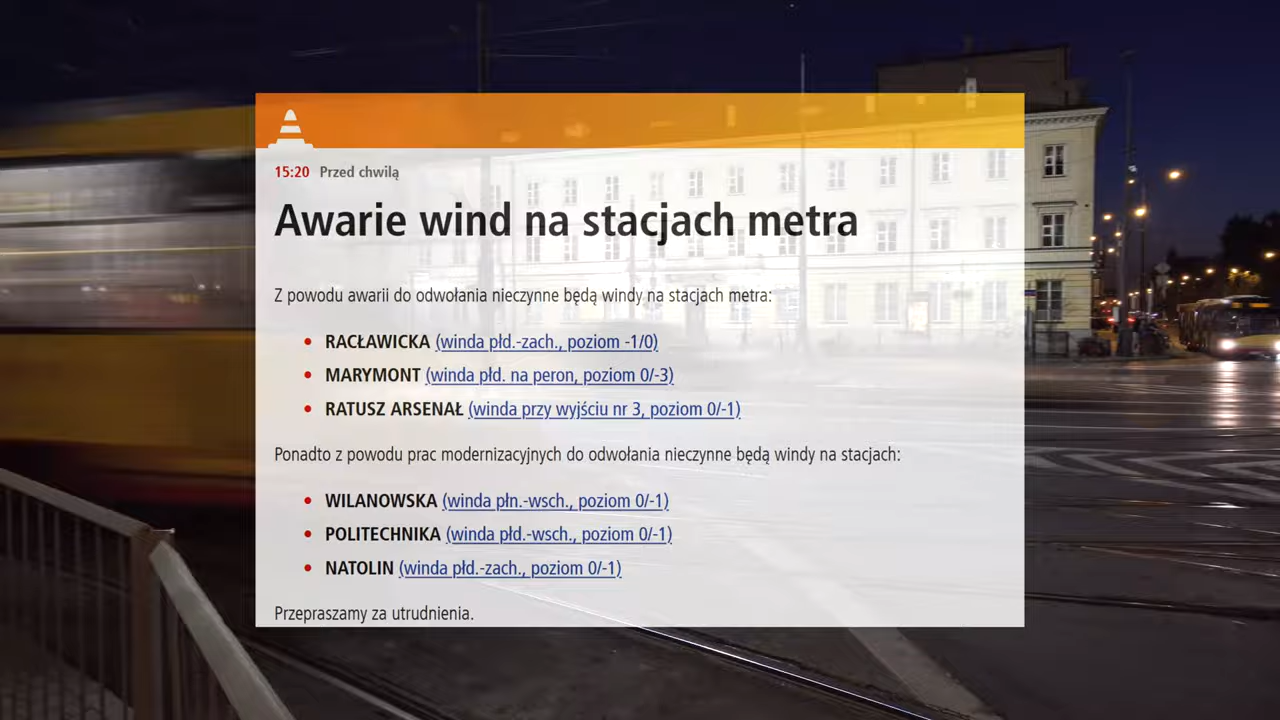 15:20 Przed chwilą
Awarie wind na stacjach metra
Z powodu awarii do odwołania nieczynne będą windy na stacjach metra:
• RACŁAWICKA (winda płd.-zach., poziom -1/0)
• MARYMONT (winda płd. na peron, poziom 0/-3)
• RATUSZ ARSENAŁ (winda przy wyjściu nr 3, poziom 0/-1)
Ponadto z powodu prac modernizacyjnych do odwołania nieczynne będą windy na stacjach:
• WILANOWSKA (winda płn.-wsch., poziom 0/-1)
• POLITECHNIKA (winda płd.-wsch., poziom 0/-1)
• NATOLIN (winda płd.-zach., poziom 0/-1)
Przepraszamy za utrudnienia.